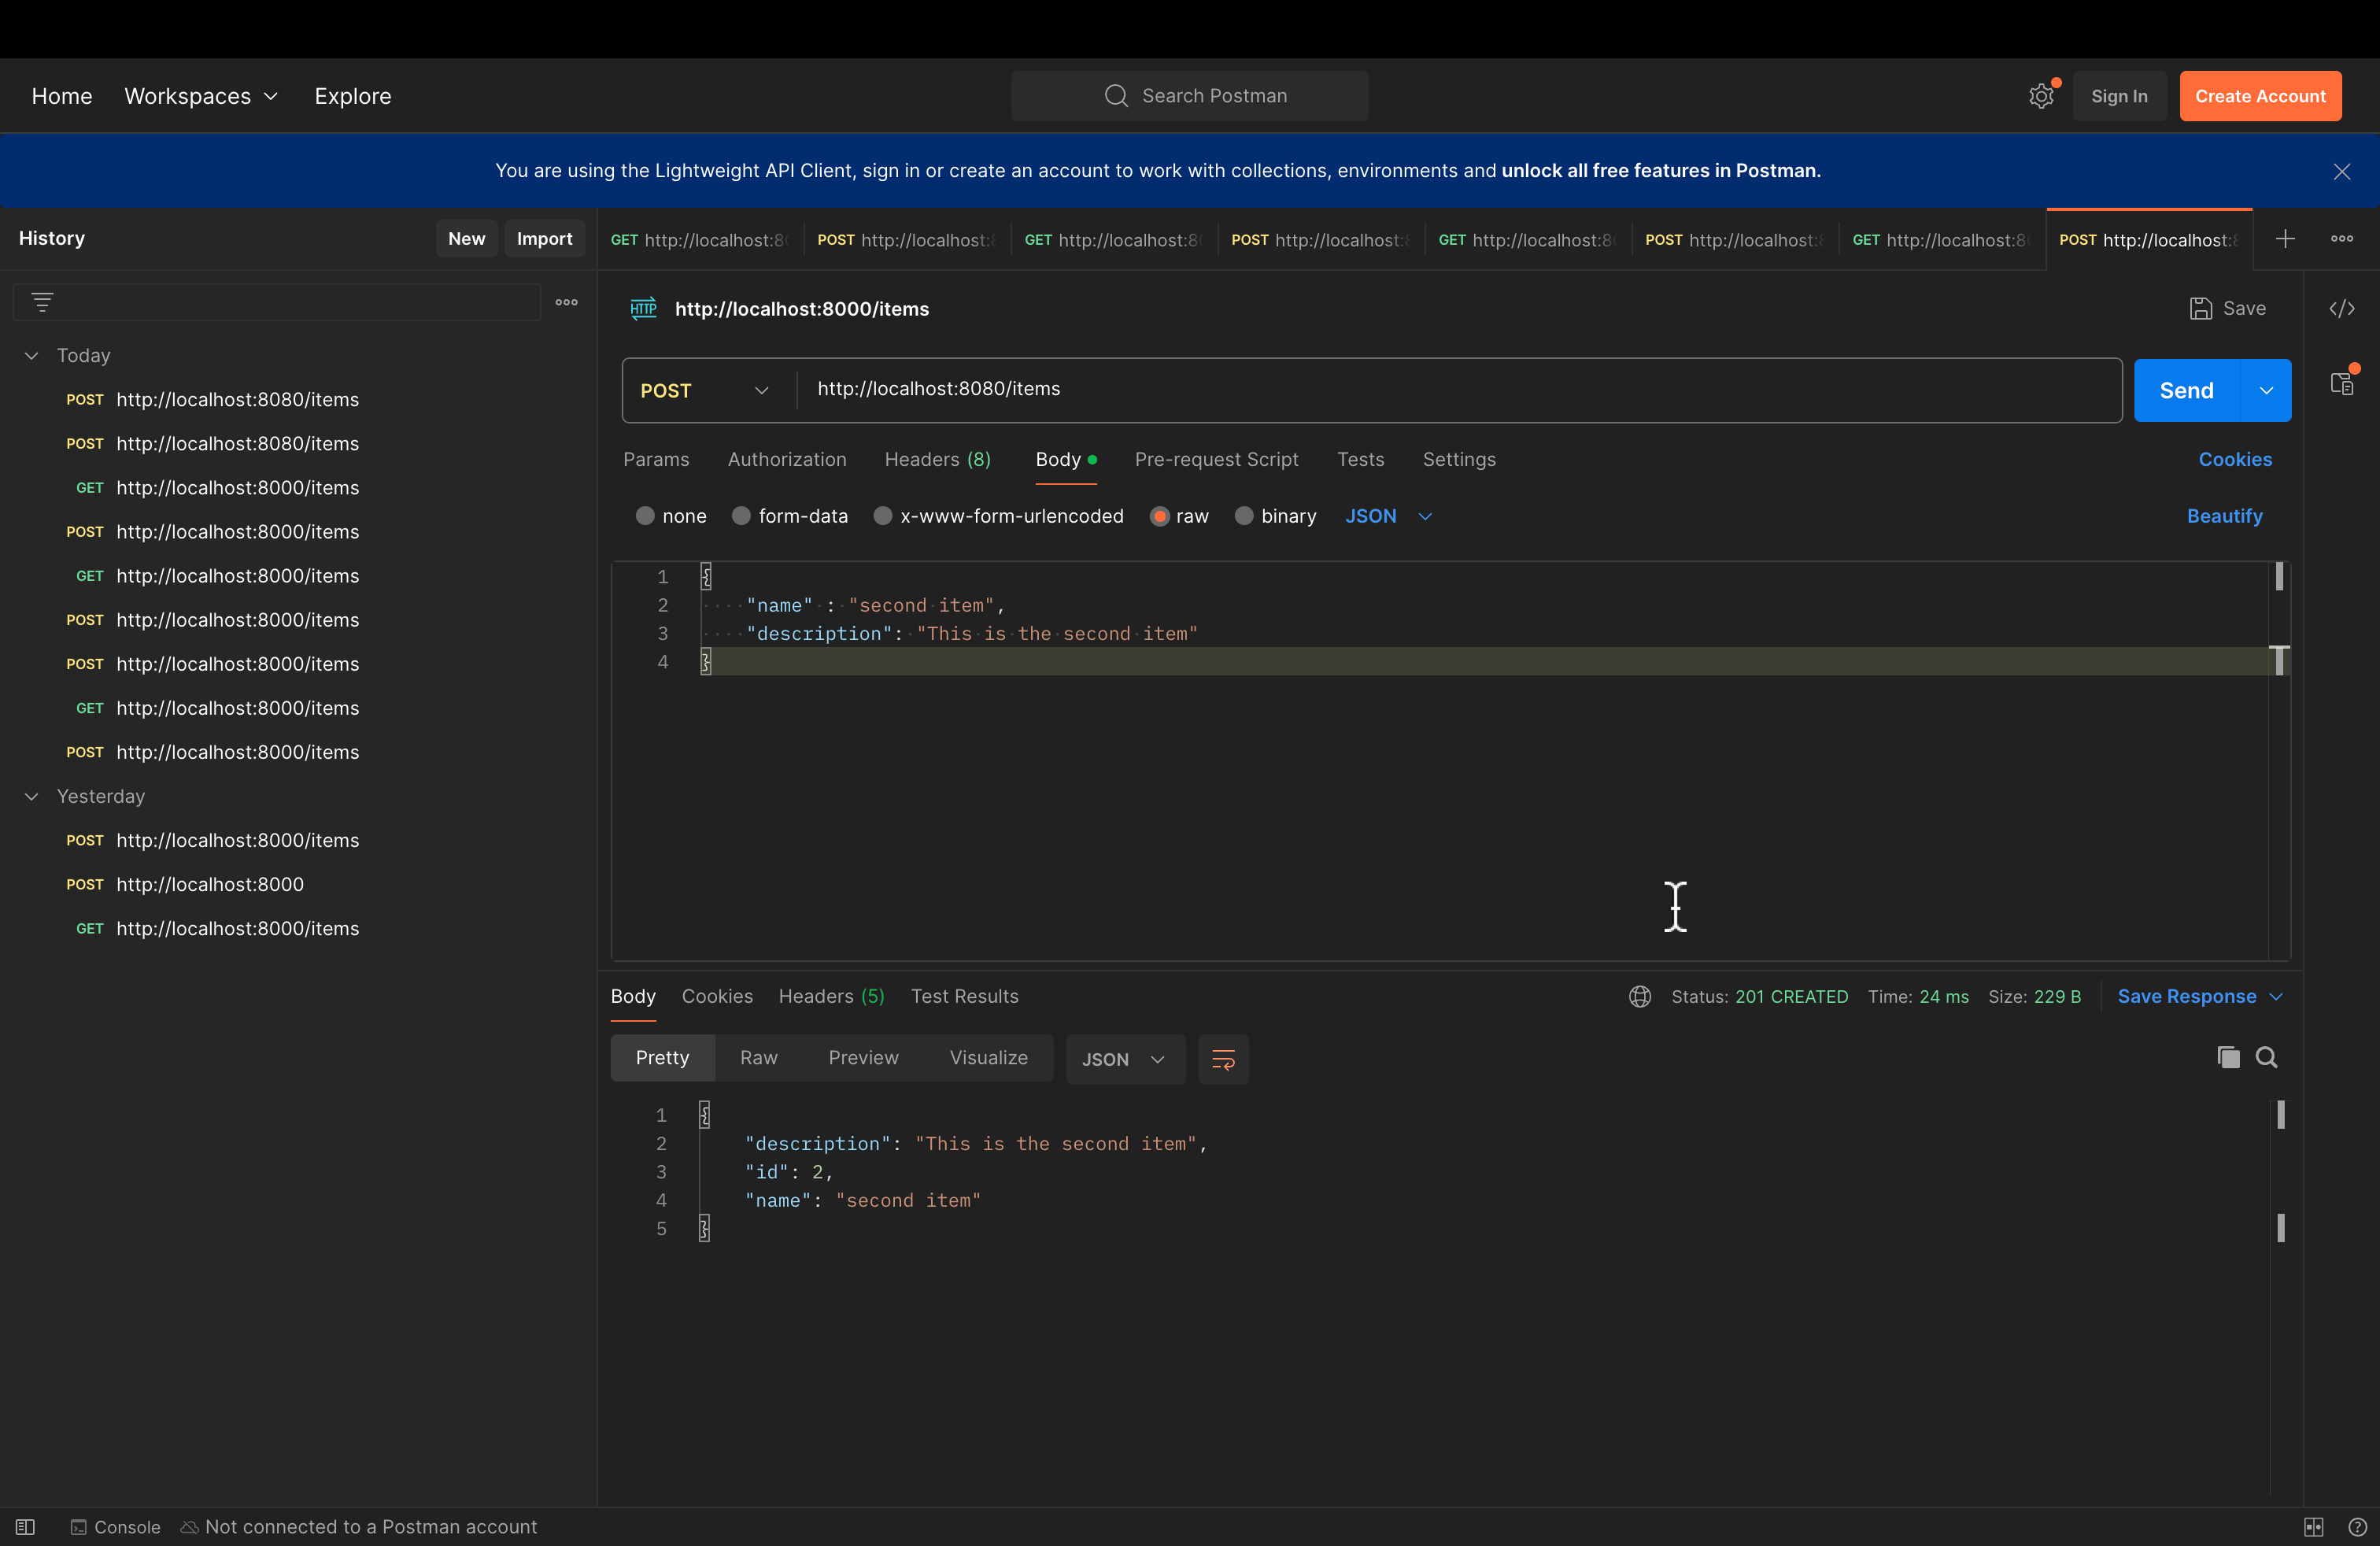 Home Workspaces Explore Search Postman Sign In Create Account
You are using the Lightweight API Client, sign in or create an account to work with collections, environments and unlock all free features in Postman.
History New Import
GET http://localhost:8 POST http://localhost: GET http://localhost:8 POST http://localhost: GET http://localhost:8 POST http://localhost: GET http://localhost:8 POST http://localhost:
Today
POST http://localhost:8080/items
POST http://localhost:8080/items
GET http://localhost:8000/items
POST http://localhost:8000/items
GET http://localhost:8000/items
POST http://localhost:8000/items
POST http://localhost:8000/items
GET http://localhost:8000/items
POST http://localhost:8000/items
Yesterday
POST http://localhost:8000/items
POST http://localhost:8000
GET http://localhost:8000/items
HTTP http://localhost:8000/items Save
POST http://localhost:8080/items Send
Params Authorization Headers (8) Body Pre-request Script Tests Settings Cookies
none form-data x-www-form-urlencoded raw binary JSON Beautify
1 {
2 "name" : "second item",
3 "description": "This is the second item"
4 }
Body Cookies Headers (5) Test Results Status: 201 CREATED Time: 24 ms Size: 229 B Save Response
Pretty Raw Preview Visualize JSON
1 {
2 "description": "This is the second item",
3 "id": 2,
4 "name": "second item"
5 }
Console Not connected to a Postman account